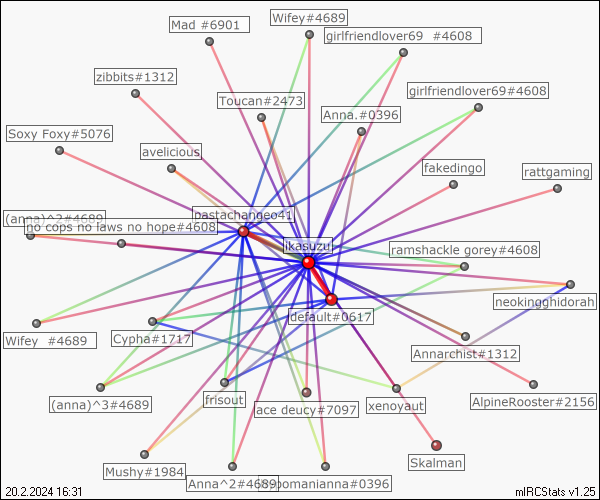 Wifey#4689
Mad #6901
girlfriendlover69 #4608
zibbits#1312
girlfriendlover69#4608
Toucan#2473
Anna.#0396
Soxy Foxy#5076
avelicious
fakedingo
rattgaming
pastachangeo41
(anna)^2#4689
no cops no laws no hope#4608
ikasuzu
ramshackle gorey#4608
neokingghidorah
default#0617
Wifey #4689
Cypha#1717
Annarchist#1312
frisout
(anna)^3#4689
ace deucy#7097
xenoyaut
AlpineRooster#2156
Skalman
Mushy#1984
Anna^2#4689
pomanianna#0396
20.2.2024 16:31
mIRCStats v1.25